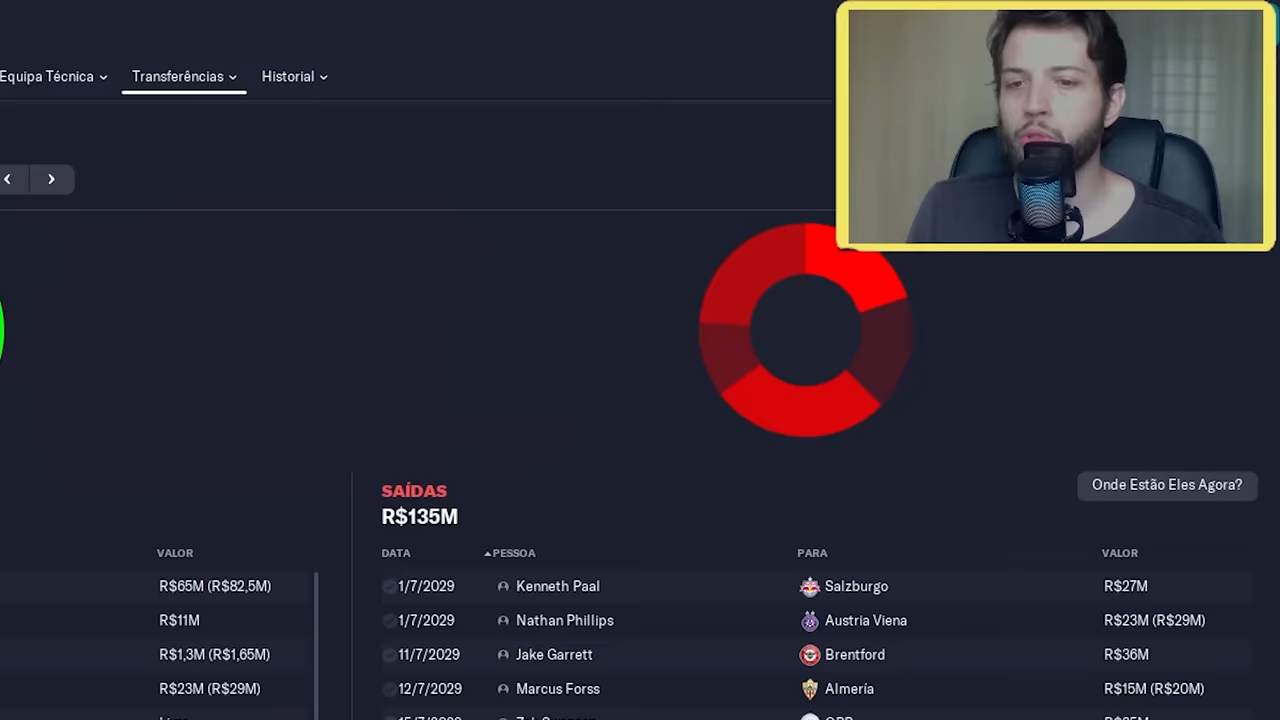 Equipa Técnica
Transferências
Historial
SAÍDAS
R$135M
Onde Estão Eles Agora?
VALOR
DATA PESSOA PARA VALOR
R$65M (R$82,5M)
1/7/2029 Kenneth Paal Salzburgo R$27M
R$11M
1/7/2029 Nathan Phillips Austria Viena R$23M (R$29M)
R$1,3M (R$1,65M)
11/7/2029 Jake Garrett Brentford R$36M
R$23M (R$29M)
12/7/2029 Marcus Forss Almería R$15M (R$20M)